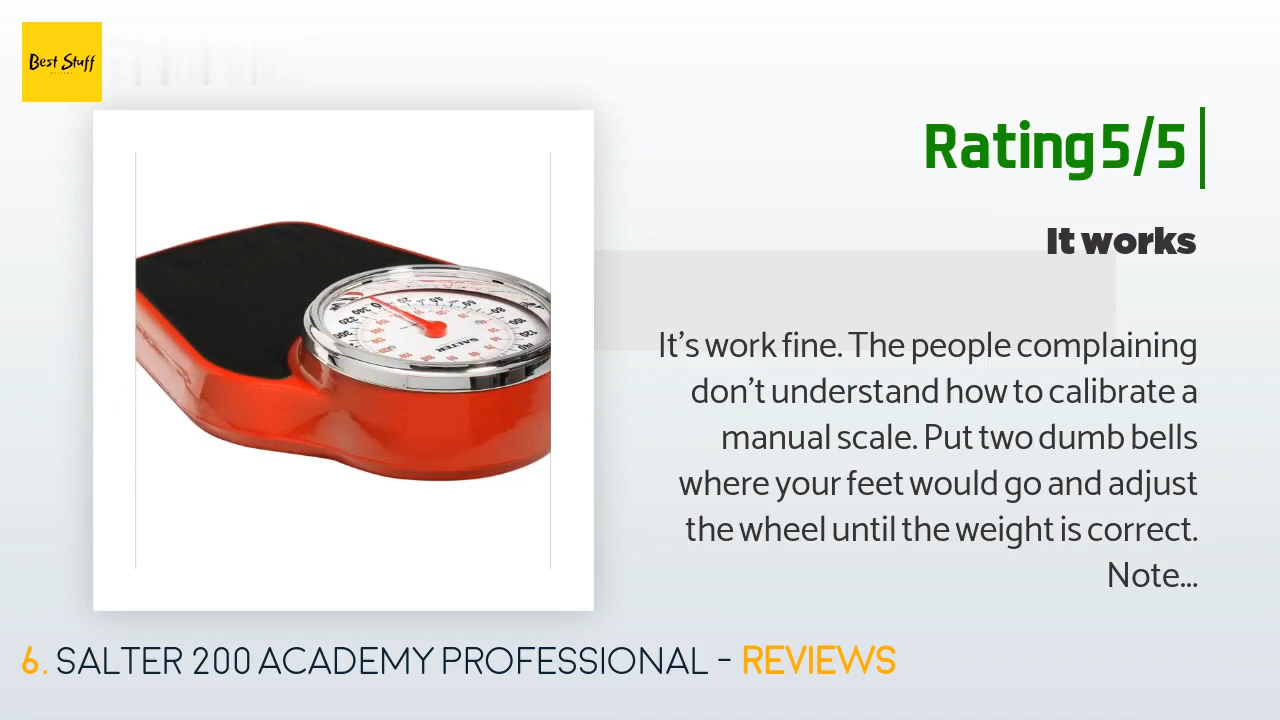 Best Stuff
Rating 5/5
It works
It's work fine. The people complaining
don't understand how to calibrate a
manual scale. Put two dumb bells
where your feet would go and adjust
the wheel until the weight is correct.
Note...
SALTER
6. SALTER 200 ACADEMY PROFESSIONAL - REVIEWS